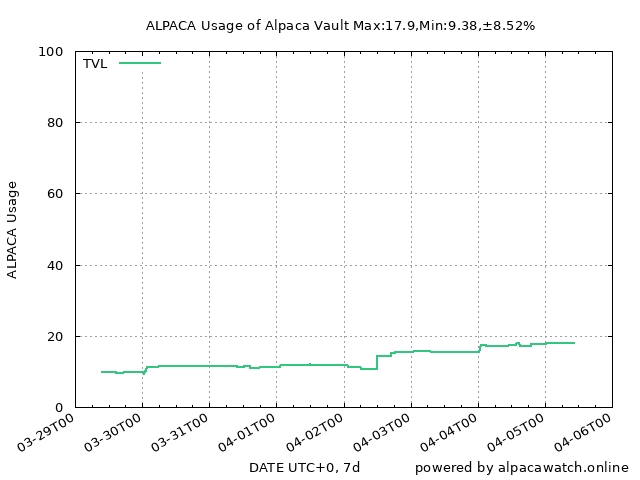 ALPACA Usage of Alpaca Vault Max:17.9,Min:9.38,±8.52%
100
TVL
80
60
ALPACA Usage
40
20
0
03-29T00 03-30T00 03-31T00 04-01T00 04-02T00 04-03T00 04-04T00 04-05T00 04-06T00
DATE UTC+0, 7d powered by alpacawatch.online